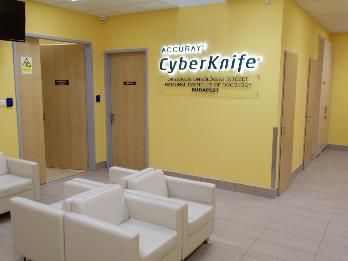 ACCURAY
CyberKnife®
ORSZÁGOS ONKOLÓGIAI INTÉZET
NATIONAL INSTITUTE OF ONCOLOGY
BUDAPEST